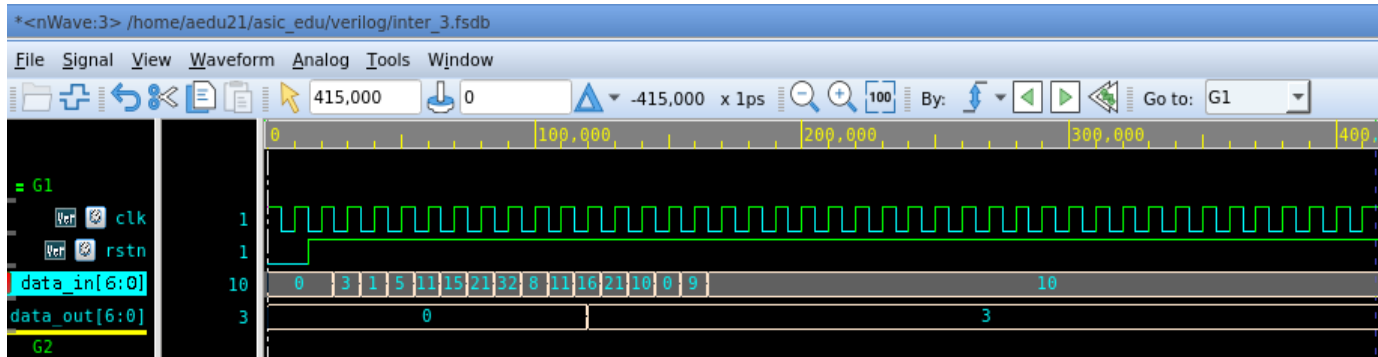 *<nWave:3> /home/aedu21/asic_edu/verilog/inter_3.fsdb
File Signal View Waveform Analog Tools Window
415,000 0 -415,000 x 1ps 100 By: Go to: G1
0 100,000 200,000 300,000 400,
= G1
Ver clk 1
Ver rstn 1
data_in[6:0] 10 0 3 1 5 11 15 21 32 8 11 16 21 10 0 9 10
data_out[6:0] 3 0 3
G2